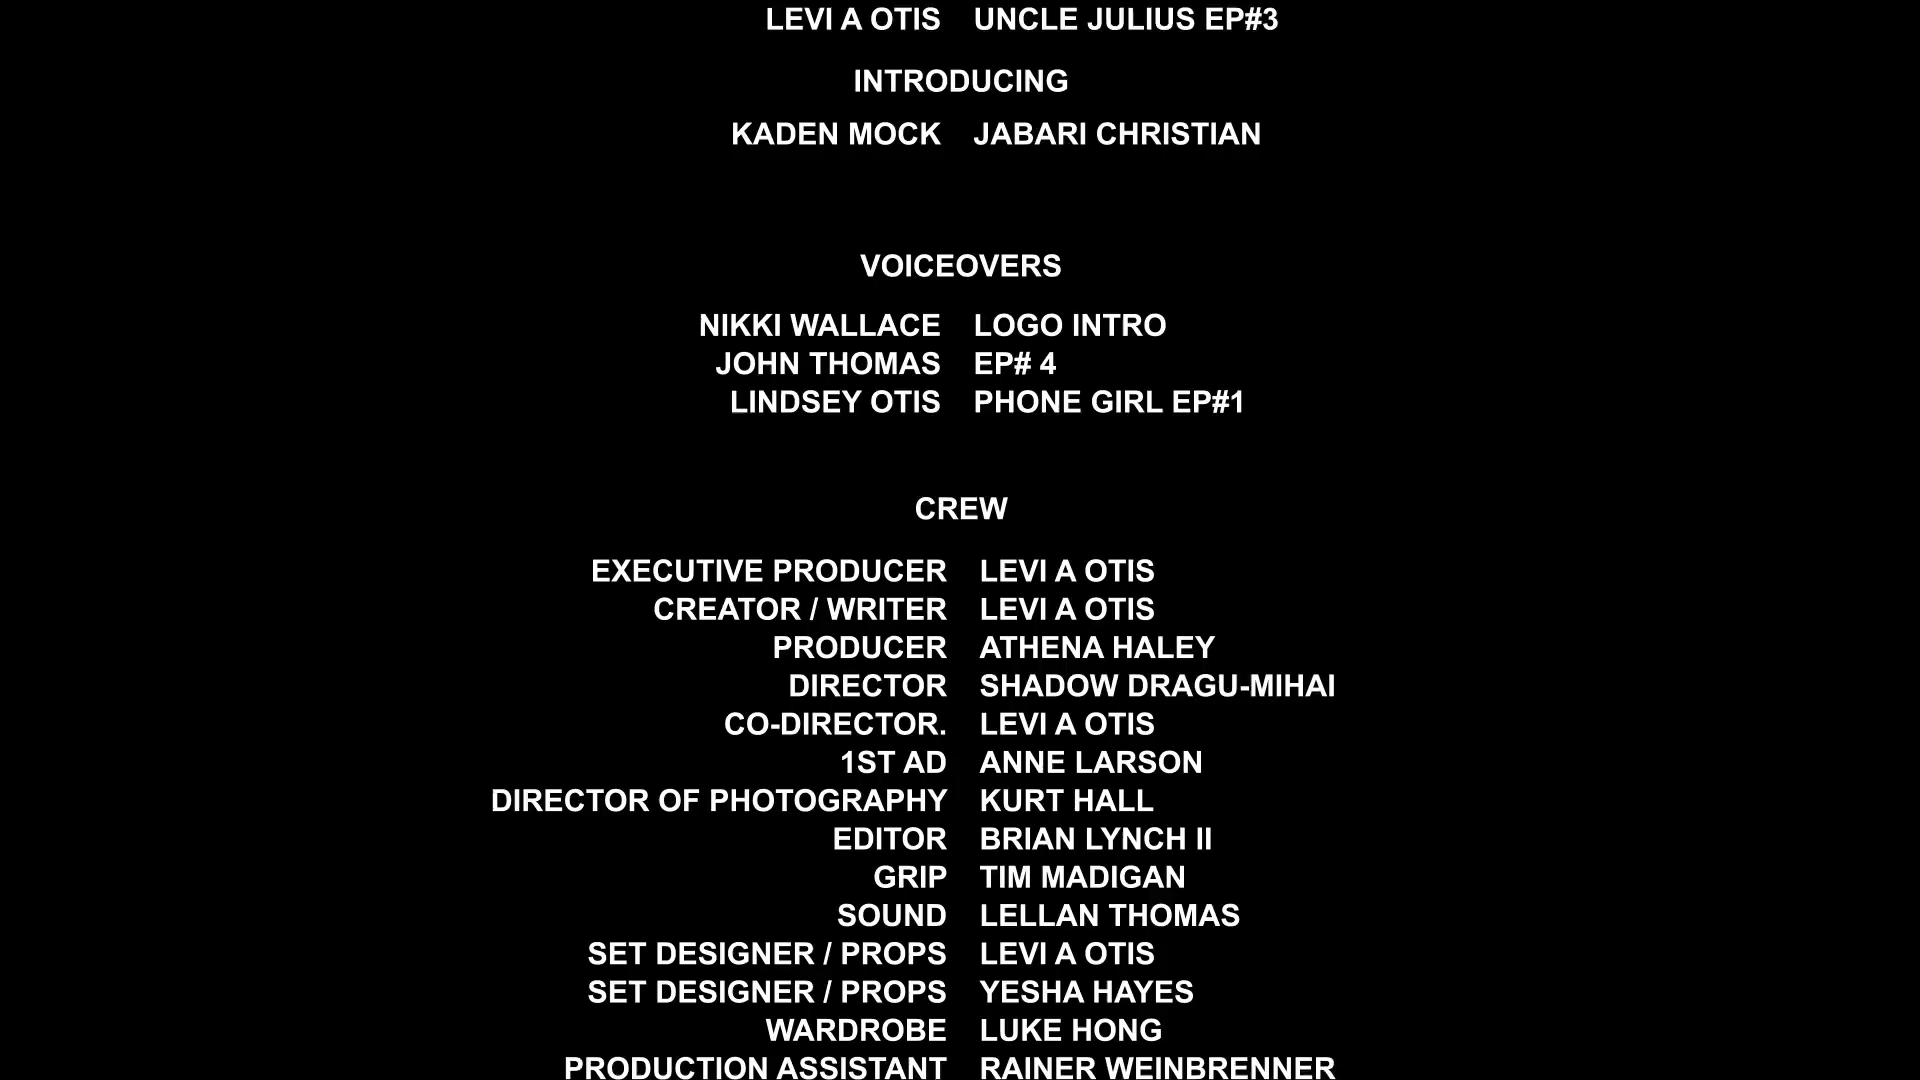 LEVI A OTIS UNCLE JULIUS EP#3
INTRODUCING
KADEN MOCK JABARI CHRISTIAN
VOICEOVERS
NIKKI WALLACE LOGO INTRO
JOHN THOMAS EP# 4
LINDSEY OTIS PHONE GIRL EP#1
CREW
EXECUTIVE PRODUCER LEVI A OTIS
CREATOR / WRITER LEVI A OTIS
PRODUCER ATHENA HALEY
DIRECTOR SHADOW DRAGU-MIHAI
CO-DIRECTOR. LEVI A OTIS
1ST AD ANNE LARSON
DIRECTOR OF PHOTOGRAPHY KURT HALL
EDITOR BRIAN LYNCH II
GRIP TIM MADIGAN
SOUND LELLAN THOMAS
SET DESIGNER / PROPS LEVI A OTIS
SET DESIGNER / PROPS YESHA HAYES
WARDROBE LUKE HONG
PRODUCTION ASSISTANT RAINER WEINBRENNER